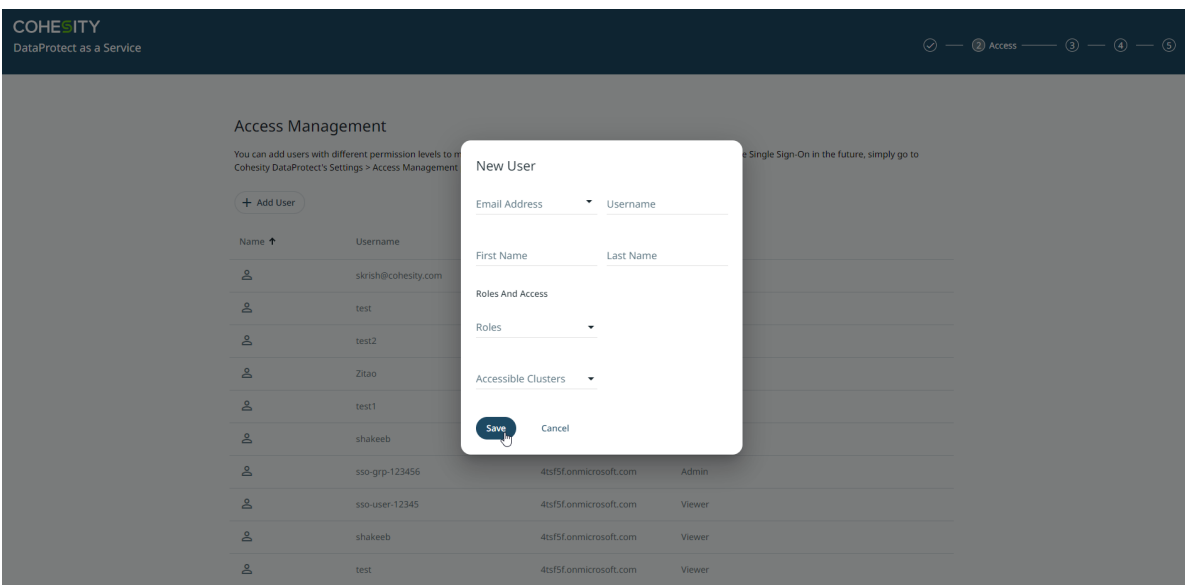 COHESITY
DataProtect as a Service
2 Access
3
4
5
Access Management
You can add users with different permission levels to m
e Single Sign-On in the future, simply go to
Cohesity DataProtect's Settings > Access Management
+ Add User
Name ↑ Username
skrish@cohesity.com
test
test2
Zitao
test1
shakeeb
sso-grp-123456 4tsf5f.onmicrosoft.com Admin
sso-user-12345 4tsf5f.onmicrosoft.com Viewer
shakeeb 4tsf5f.onmicrosoft.com Viewer
test 4tsf5f.onmicrosoft.com Viewer
New User
Email Address Username
First Name Last Name
Roles And Access
Roles
Accessible Clusters
Save Cancel